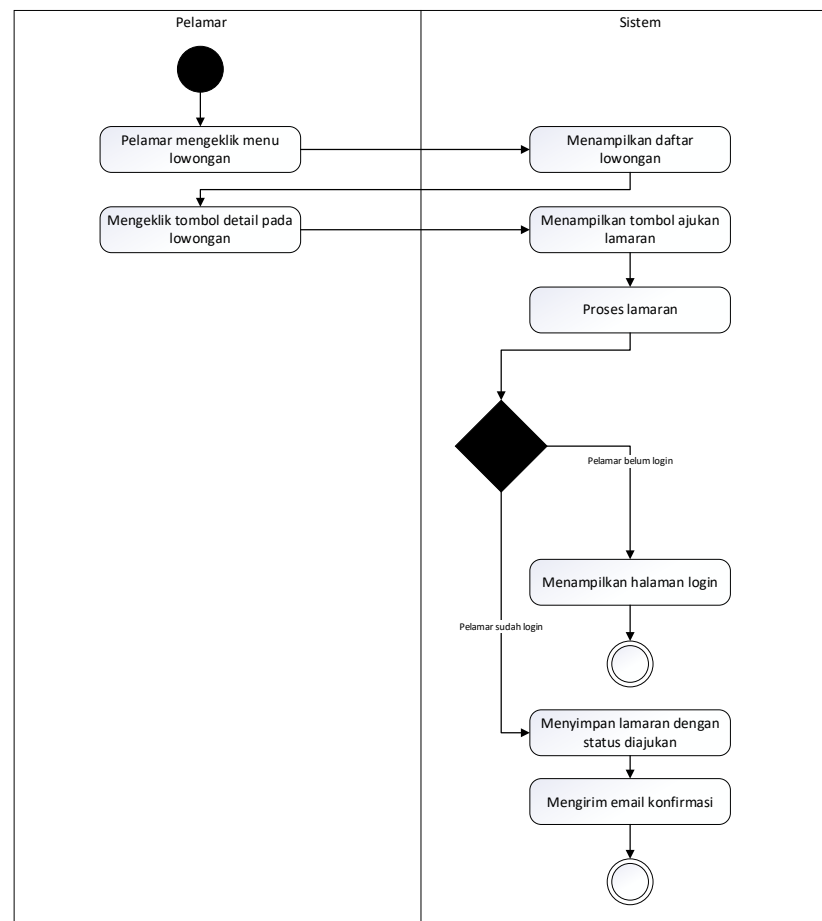 Pelamar
Sistem
Pelamar mengeklik menu
lowongan
Menampilkan daftar
lowongan
Mengeklik tombol detail pada
lowongan
Menampilkan tombol ajukan
lamaran
Proses lamaran
Pelamar belum login
Menampilkan halaman login
Pelamar sudah login
Menyimpan lamaran dengan
status diajukan
Mengirim email konfirmasi